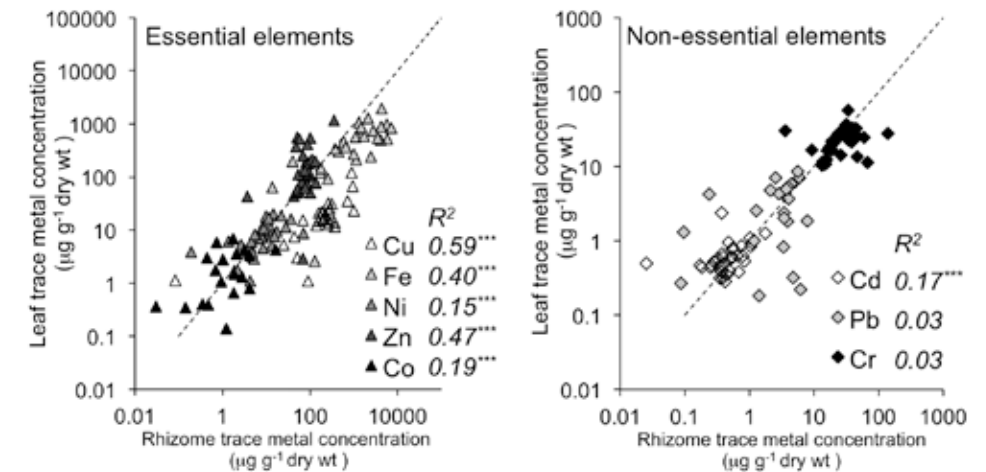 Essential elements
Leaf trace metal concentration
(µg g⁻¹ dry wt )
100000
10000
1000
100
10
1
0.1
0.01
0.01
1
100
10000
Rhizome trace metal concentration
(µg g⁻¹ dry wt )
R²
Cu 0.59***
Fe 0.40***
Ni 0.15***
Zn 0.47***
Co 0.19***
Non-essential elements
Leaf trace metal concentration
(µg g⁻¹ dry wt )
1000
100
10
1
0.1
0.01
0.01
0.1
1
10
100
1000
Rhizome trace metal concentration
(µg g⁻¹ dry wt )
R²
Cd 0.17***
Pb 0.03
Cr 0.03